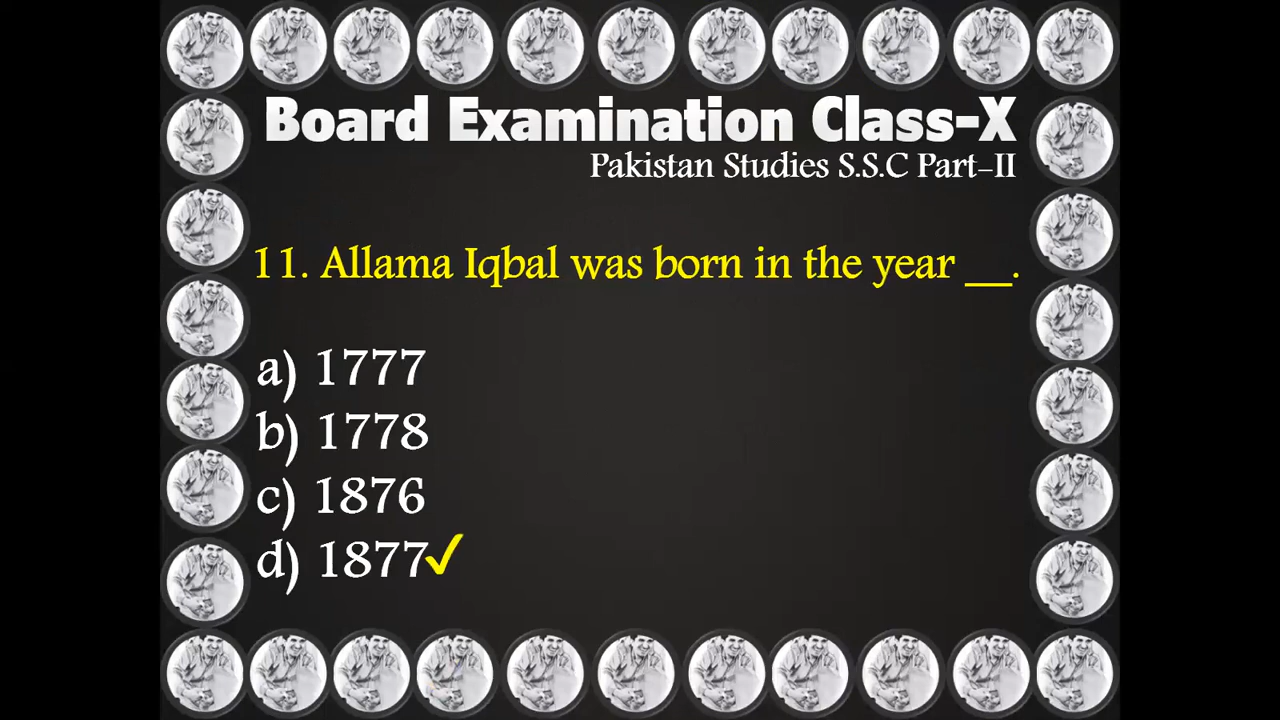 Board Examination Class-X
Pakistan Studies S.S.C Part-II
11. Allama Iqbal was born in the year __.
a) 1777
b) 1778
c) 1876
d) 1877✓